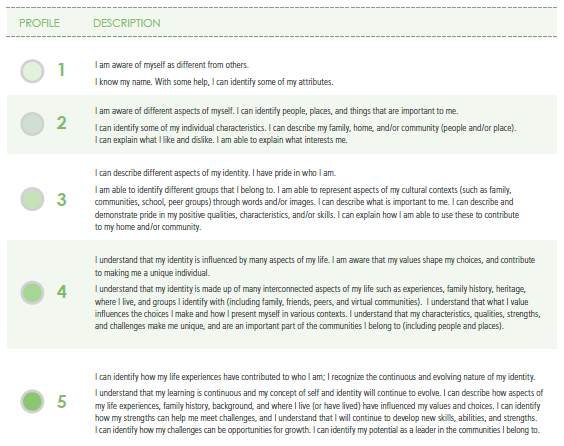 PROFILE DESCRIPTION
1
I am aware of myself as different from others.
I know my name. With some help, I can identify some of my attributes.
2
I am aware of different aspects of myself. I can identify people, places, and things that are important to me.
I can identify some of my individual characteristics. I can describe my family, home, and/or community (people and/or place).
I can explain what I like and dislike. I am able to explain what interests me.
3
I can describe different aspects of my identity. I have pride in who I am.
I am able to identify different groups that I belong to. I am able to represent aspects of my cultural contexts (such as family,
communities, school, peer groups) through words and/or images. I can describe what is important to me. I can describe and
demonstrate pride in my positive qualities, characteristics, and/or skills. I can explain how I am able to use these to contribute
to my home and/or community.
4
I understand that my identity is influenced by many aspects of my life. I am aware that my values shape my choices, and contribute
to making me a unique individual.
I understand that my identity is made up of many interconnected aspects of my life such as experiences, family history, heritage,
where I live, and groups I identify with (including family, friends, peers, and virtual communities). I understand that what I value
influences the choices I make and how I present myself in various contexts. I understand that my characteristics, qualities, strengths,
and challenges make me unique, and are an important part of the communities I belong to (including people and places).
5
I can identify how my life experiences have contributed to who I am; I recognize the continuous and evolving nature of my identity.
I understand that my learning is continuous and my concept of self and identity will continue to evolve. I can describe how aspects of
my life experiences, family history, background, and where I live (or have lived) have influenced my values and choices. I can identify
how my strengths can help me meet challenges, and I understand that I will continue to develop new skills, abilities, and strengths.
I can identify how my challenges can be opportunities for growth. I can identify my potential as a leader in the communities I belong to.